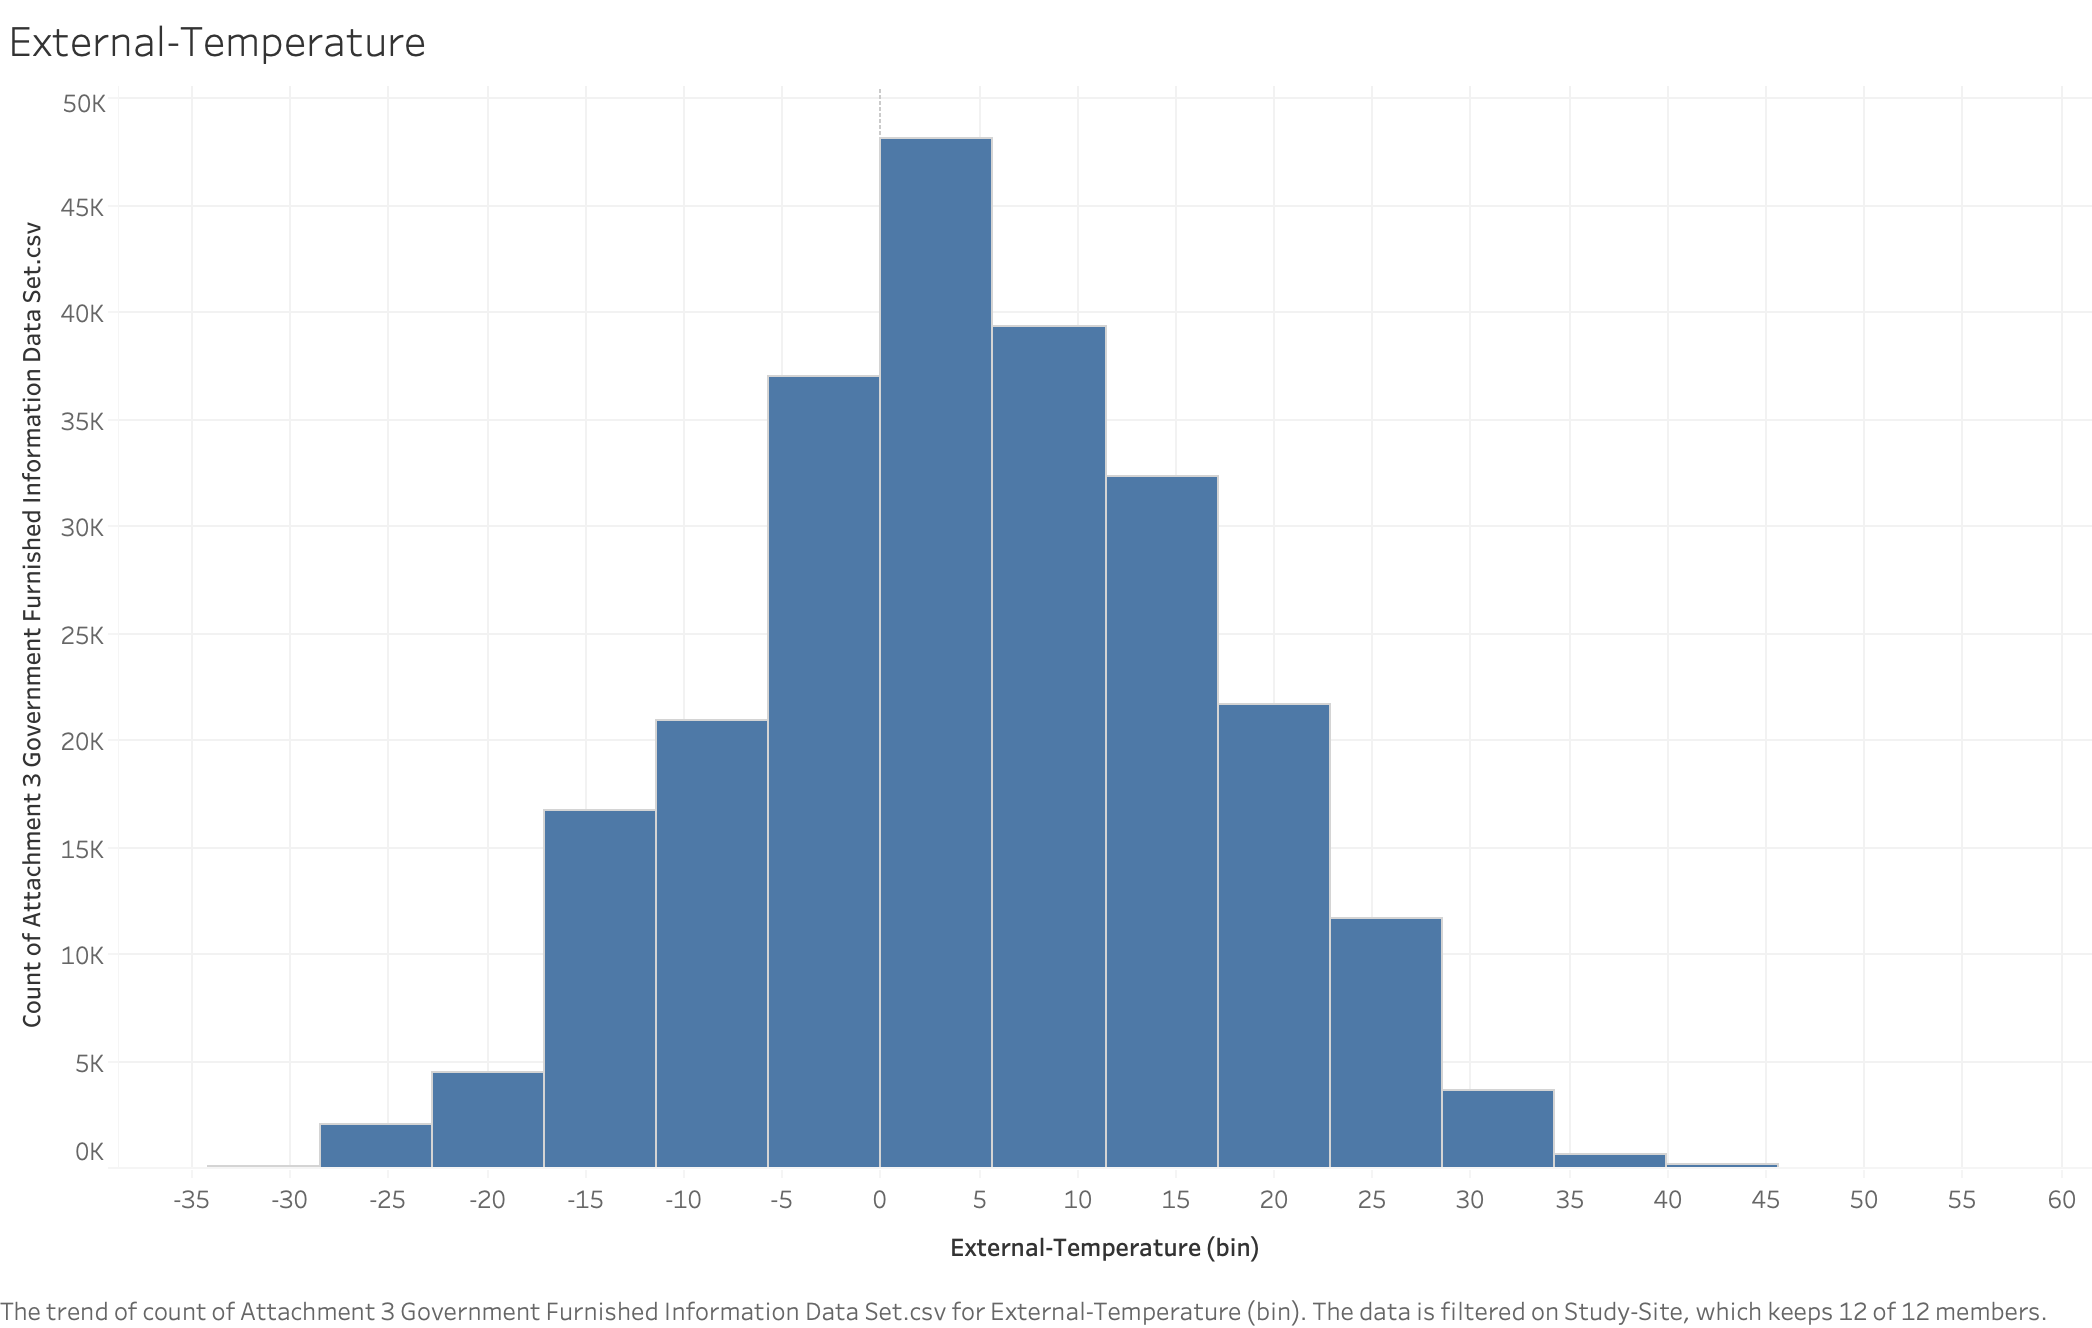 External-Temperature
50K
45K
40K
35K
30K
25K
20K
15K
10K
5K
0K
Count of Attachment 3 Government Furnished Information Data Set.csv
-35 -30 -25 -20 -15 -10 -5 0 5 10 15 20 25 30 35 40 45 50 55 60
External-Temperature (bin)
The trend of count of Attachment 3 Government Furnished Information Data Set.csv for External-Temperature (bin). The data is filtered on Study-Site, which keeps 12 of 12 members.